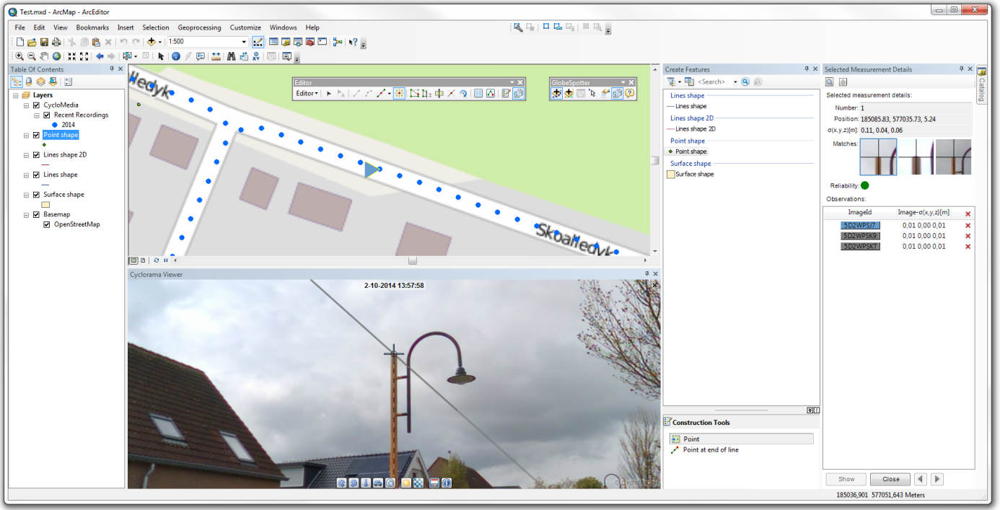 Test.mxd - ArcMap - ArcEditor
File Edit View Bookmarks Insert Selection Geoprocessing Customize Windows Help
1:500
Table Of Contents
Layers
CycloMedia
Recent Recordings
2014
Point shape
Lines shape 2D
Lines shape
Surface shape
Basemap
OpenStreetMap
Editor
Editor
GlobeSpotter
Skoalledyk
Cyclorama Viewer
2-10-2014 13:57:58
Create Features
<Search>
Lines shape
Lines shape
Lines shape 2D
Lines shape 2D
Point shape
Point shape
Surface shape
Surface shape
Construction Tools
Point
Point at end of line
Selected Measurement Details
Selected measurement details:
Number: 1
Position: 185085.83, 577035.73, 5.24
σ(x,y,z)[m]: 0.11, 0.04, 0.06
Matches:
Reliability:
Observations:
ImageId Image-σ(x,y,z)[m]
5D2WPSJ7 0,01 0,00 0,01
5D2WPSK9 0,01 0,00 0,01
5D2WPSKT 0,01 0,00 0,01
Show Close
Catalog
185036,901 577051,643 Meters